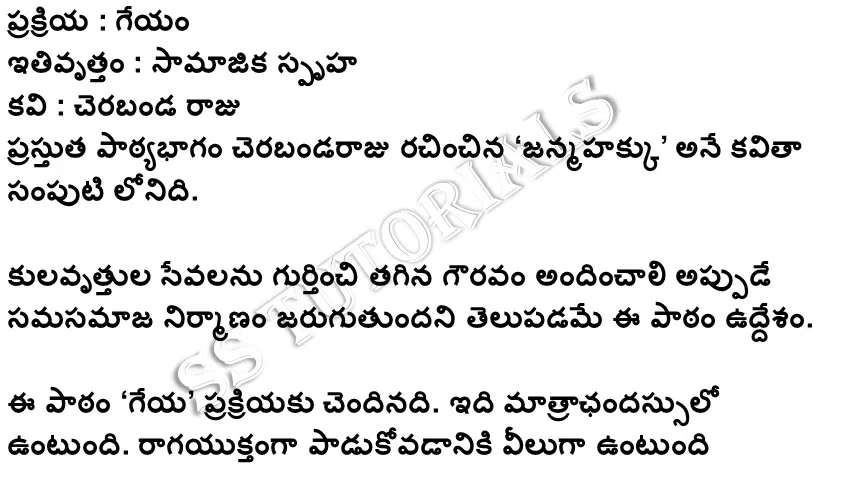 ప్రక్రియ : గేయం
ఇతివృత్తం : సామాజిక స్పృహ
కవి : చెరబండ రాజు
ప్రస్తుత పాఠ్యభాగం చెరబండరాజు రచించిన ‘జన్మహక్కు’ అనే కవితా
సంపుటి లోనిది.
కులవృత్తుల సేవలను గుర్తించి తగిన గౌరవం అందించాలి అప్పుడే
సమసమాజ నిర్మాణం జరుగుతుందని తెలుపడమే ఈ పాఠం ఉద్దేశం.
ఈ పాఠం ‘గేయ’ ప్రక్రియకు చెందినది. ఇది మాత్రాఛందస్సులో
ఉంటుంది. రాగయుక్తంగా పాడుకోవడానికి వీలుగా ఉంటుంది
SS TUTORIALS